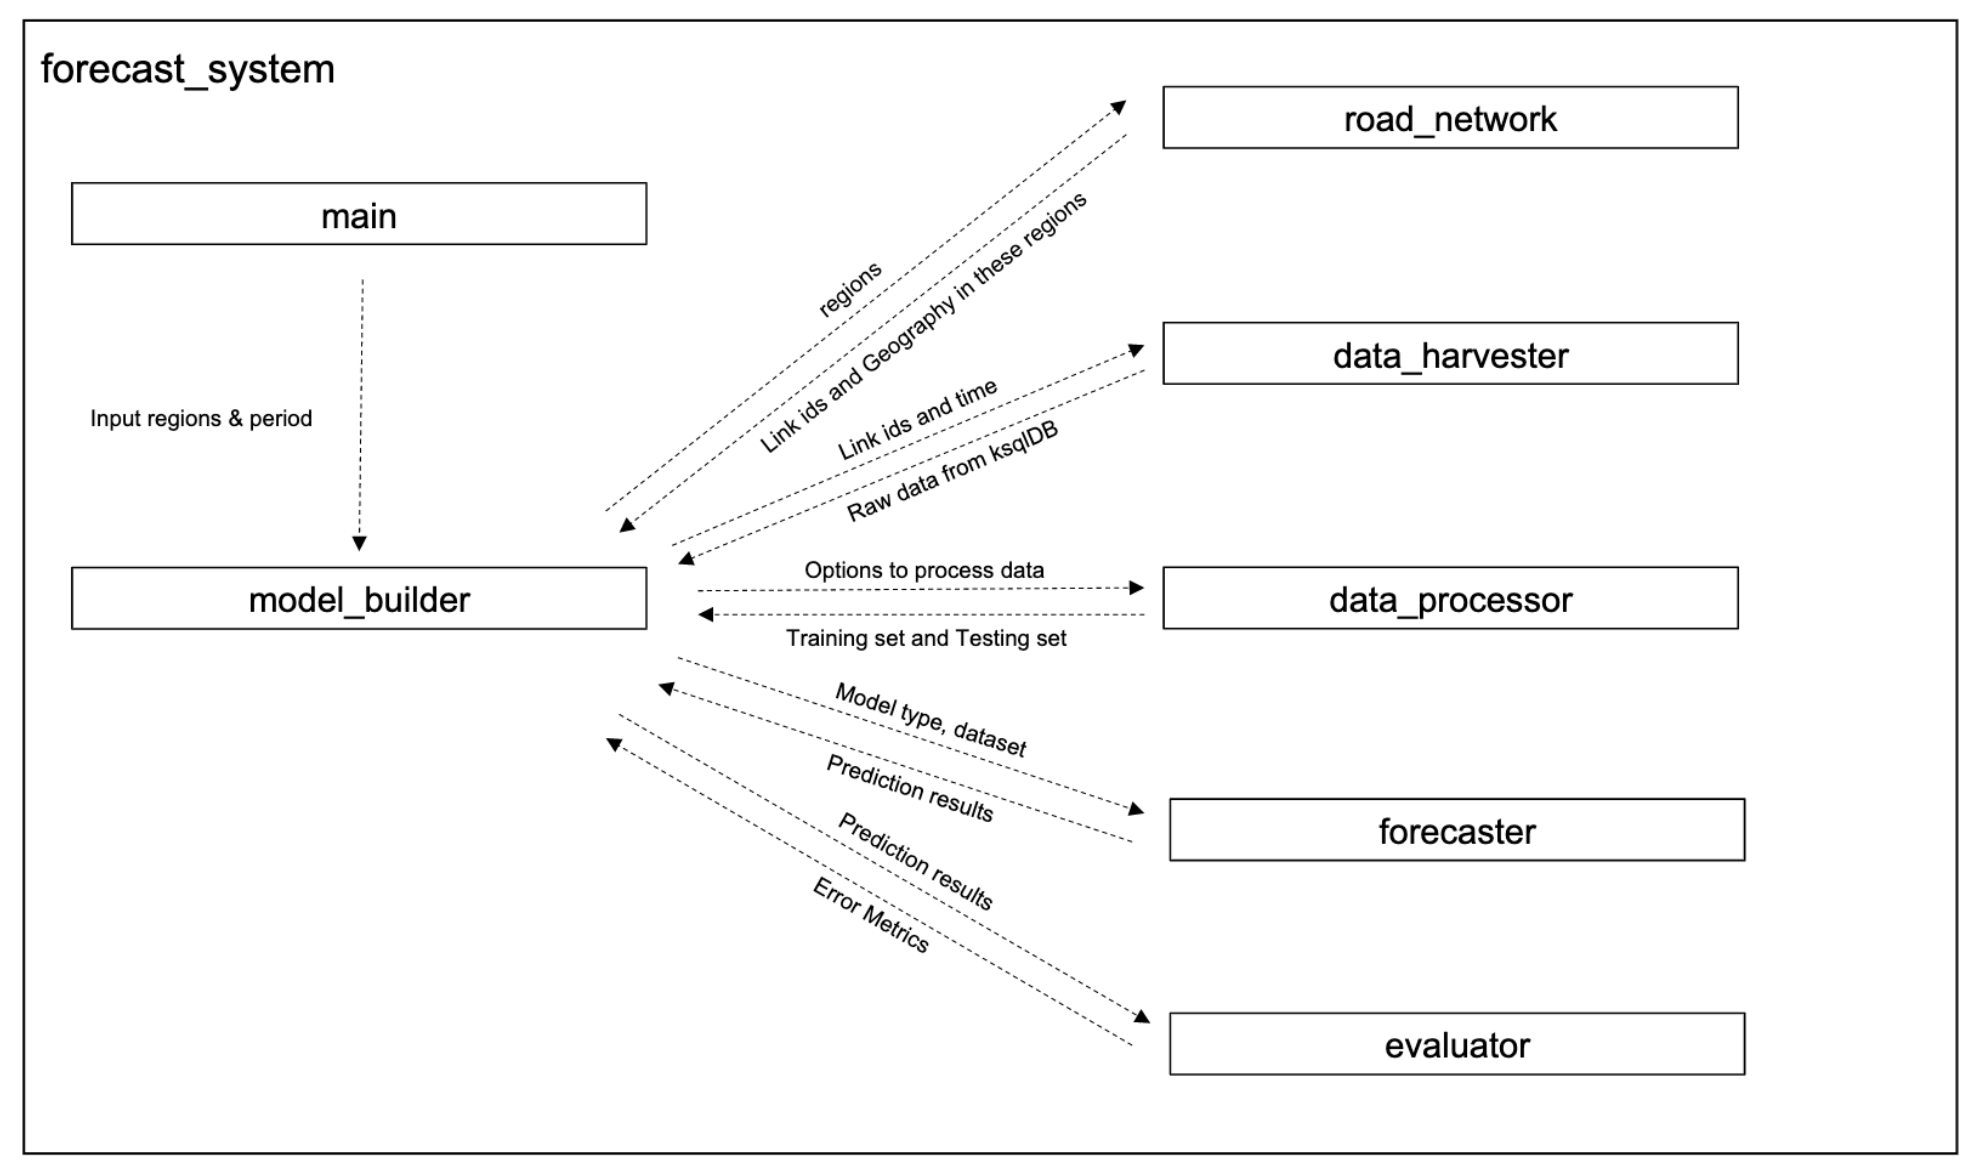 forecast_system
main
Input regions & period
model_builder
regions
Link ids and Geography in these regions
Link ids and time
Raw data from ksqlDB
Options to process data
Training set and Testing set
Model type, dataset
Prediction results
Prediction results
Error Metrics
road_network
data_harvester
data_processor
forecaster
evaluator